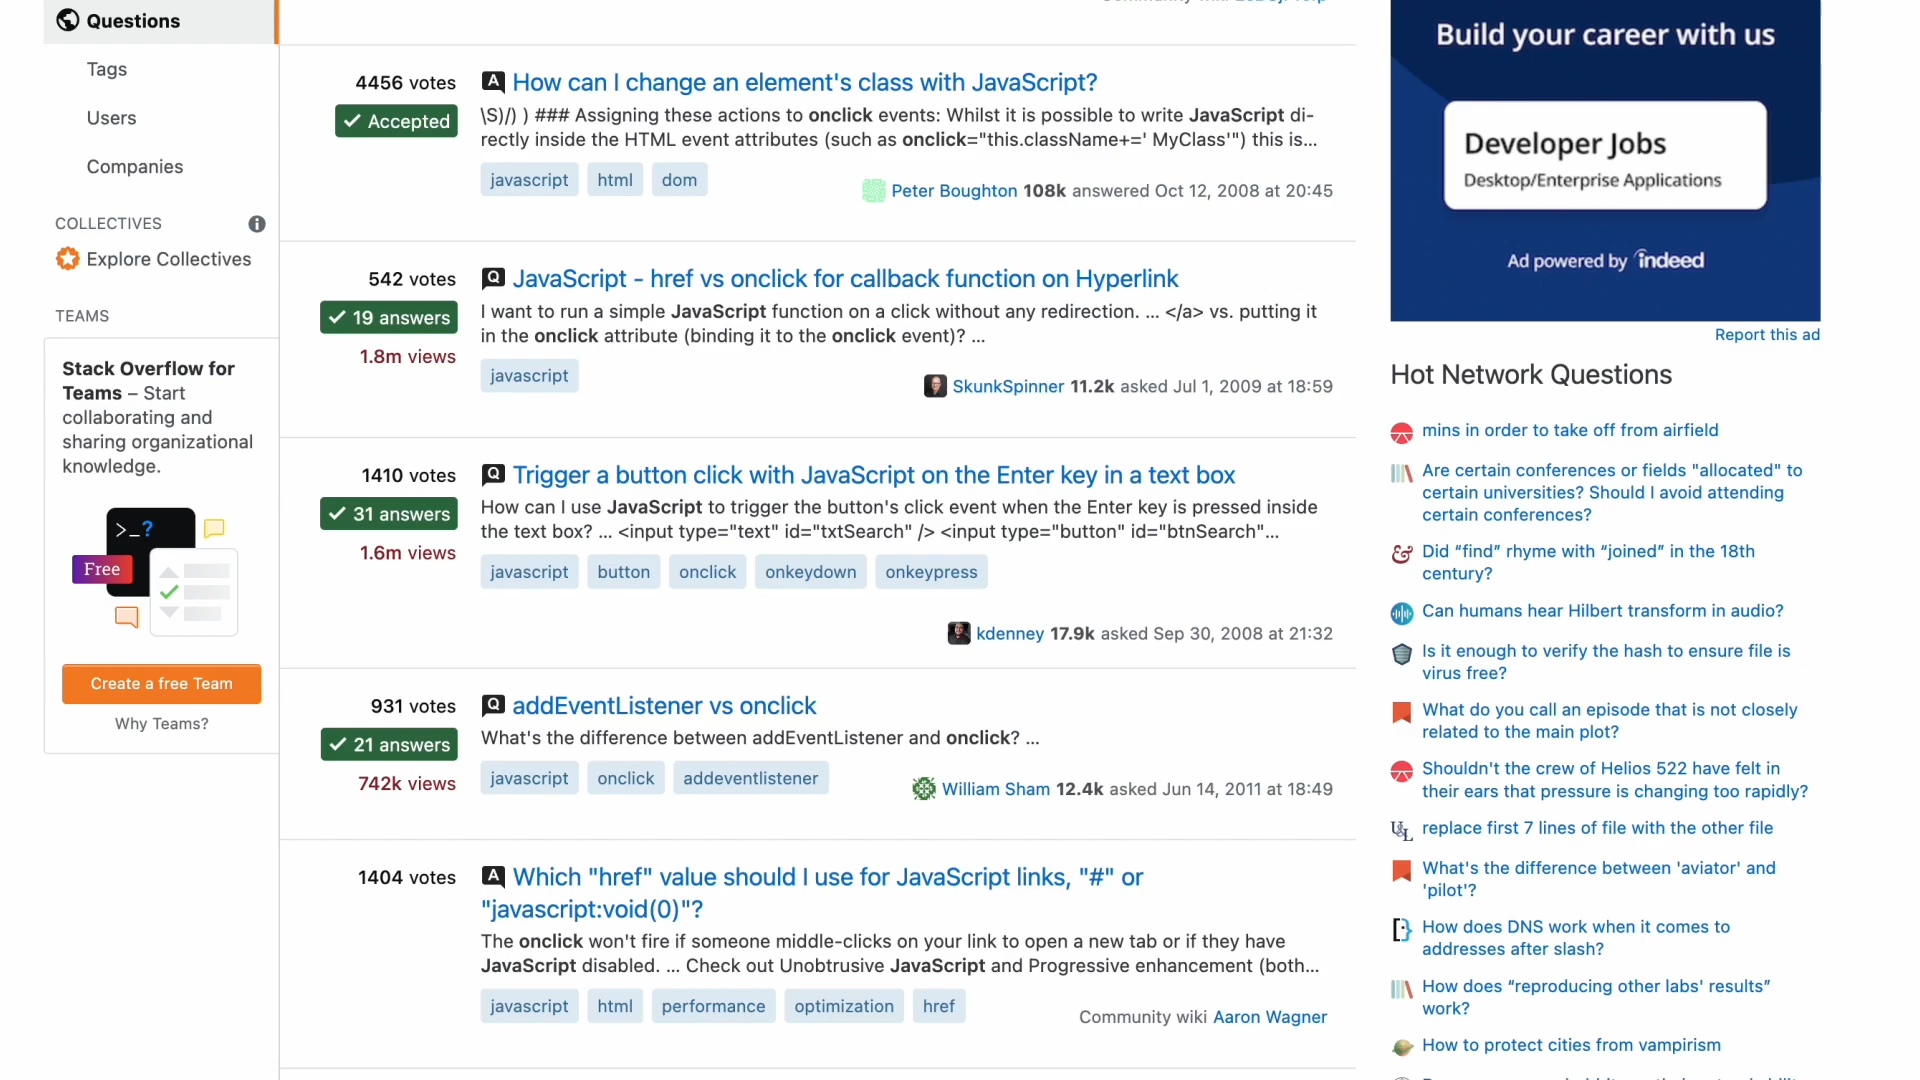 Questions
Tags
Users
Companies
COLLECTIVES
Explore Collectives
TEAMS
Stack Overflow for
Teams – Start
collaborating and
sharing organizational
knowledge.
>_?
Free
Create a free Team
Why Teams?
4456 votes
Accepted
A How can I change an element's class with JavaScript?
\S)/) ) ### Assigning these actions to onclick events: Whilst it is possible to write JavaScript di-
rectly inside the HTML event attributes (such as onclick="this.className+=' MyClass'") this is...
javascript html dom
Peter Boughton 108k answered Oct 12, 2008 at 20:45
542 votes
19 answers
1.8m views
Q JavaScript - href vs onclick for callback function on Hyperlink
I want to run a simple JavaScript function on a click without any redirection. ... </a> vs. putting it
in the onclick attribute (binding it to the onclick event)? ...
javascript
SkunkSpinner 11.2k asked Jul 1, 2009 at 18:59
1410 votes
31 answers
1.6m views
Q Trigger a button click with JavaScript on the Enter key in a text box
How can I use JavaScript to trigger the button's click event when the Enter key is pressed inside
the text box? ... <input type="text" id="txtSearch" /> <input type="button" id="btnSearch"...
javascript button onclick onkeydown onkeypress
kdenney 17.9k asked Sep 30, 2008 at 21:32
931 votes
21 answers
742k views
Q addEventListener vs onclick
What's the difference between addEventListener and onclick? ...
javascript onclick addeventlistener
William Sham 12.4k asked Jun 14, 2011 at 18:49
1404 votes
A Which "href" value should I use for JavaScript links, "#" or
"javascript:void(0)"?
The onclick won't fire if someone middle-clicks on your link to open a new tab or if they have
JavaScript disabled. ... Check out Unobtrusive JavaScript and Progressive enhancement (both...
javascript html performance optimization href
Community wiki Aaron Wagner
Build your career with us
Developer Jobs
Desktop/Enterprise Applications
Ad powered by indeed
Report this ad
Hot Network Questions
mins in order to take off from airfield
Are certain conferences or fields "allocated" to
certain universities? Should I avoid attending
certain conferences?
Did “find” rhyme with “joined” in the 18th
century?
Can humans hear Hilbert transform in audio?
Is it enough to verify the hash to ensure file is
virus free?
What do you call an episode that is not closely
related to the main plot?
Shouldn't the crew of Helios 522 have felt in
their ears that pressure is changing too rapidly?
replace first 7 lines of file with the other file
What's the difference between 'aviator' and
'pilot'?
How does DNS work when it comes to
addresses after slash?
How does “reproducing other labs' results”
work?
How to protect cities from vampirism